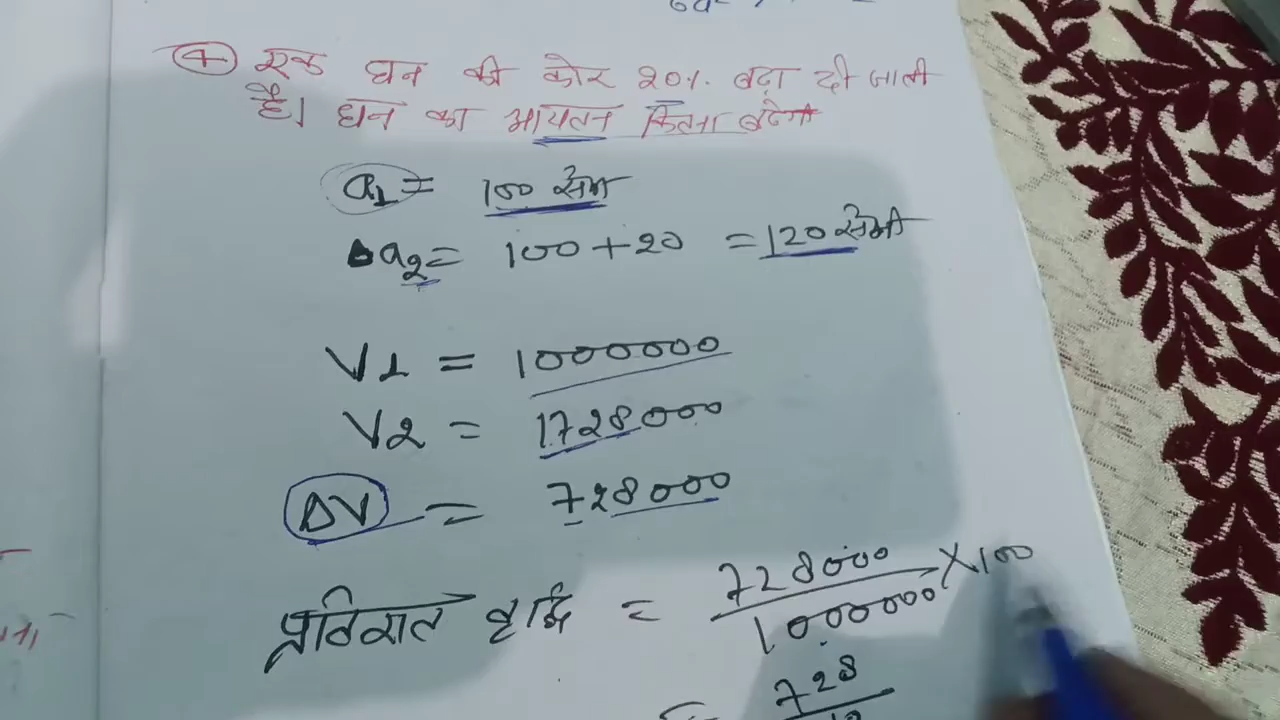 ④ एक घन की कोर 20% बढ़ा दी जाती
है। घन का आयतन कितना बढ़ेगा
a1 = 100 सेमी
a2 = 100 + 20 = 120 सेमी
V1 = 1000000
V2 = 1728000
ΔV = 728000
प्रतिशत वृद्धि = 728000 / 1000000 × 100
= 728 / 10